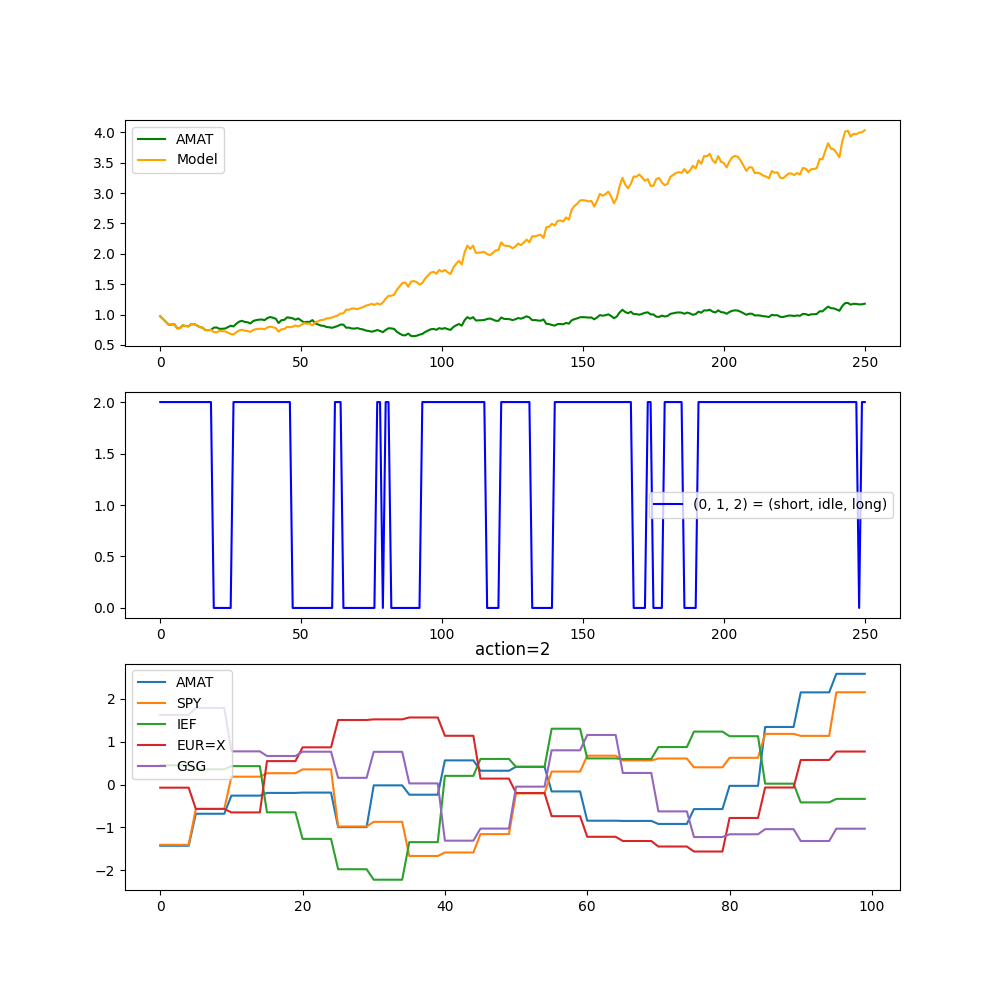 4.0
3.5
3.0
2.5
2.0
1.5
1.0
0.5
AMAT
Model
0 50 100 150 200 250
2.0
1.5
1.0
0.5
0.0
(0, 1, 2) = (short, idle, long)
0 50 100 150 200 250
action=2
2
1
0
−1
−2
AMAT
SPY
IEF
EUR=X
GSG
0 20 40 60 80 100